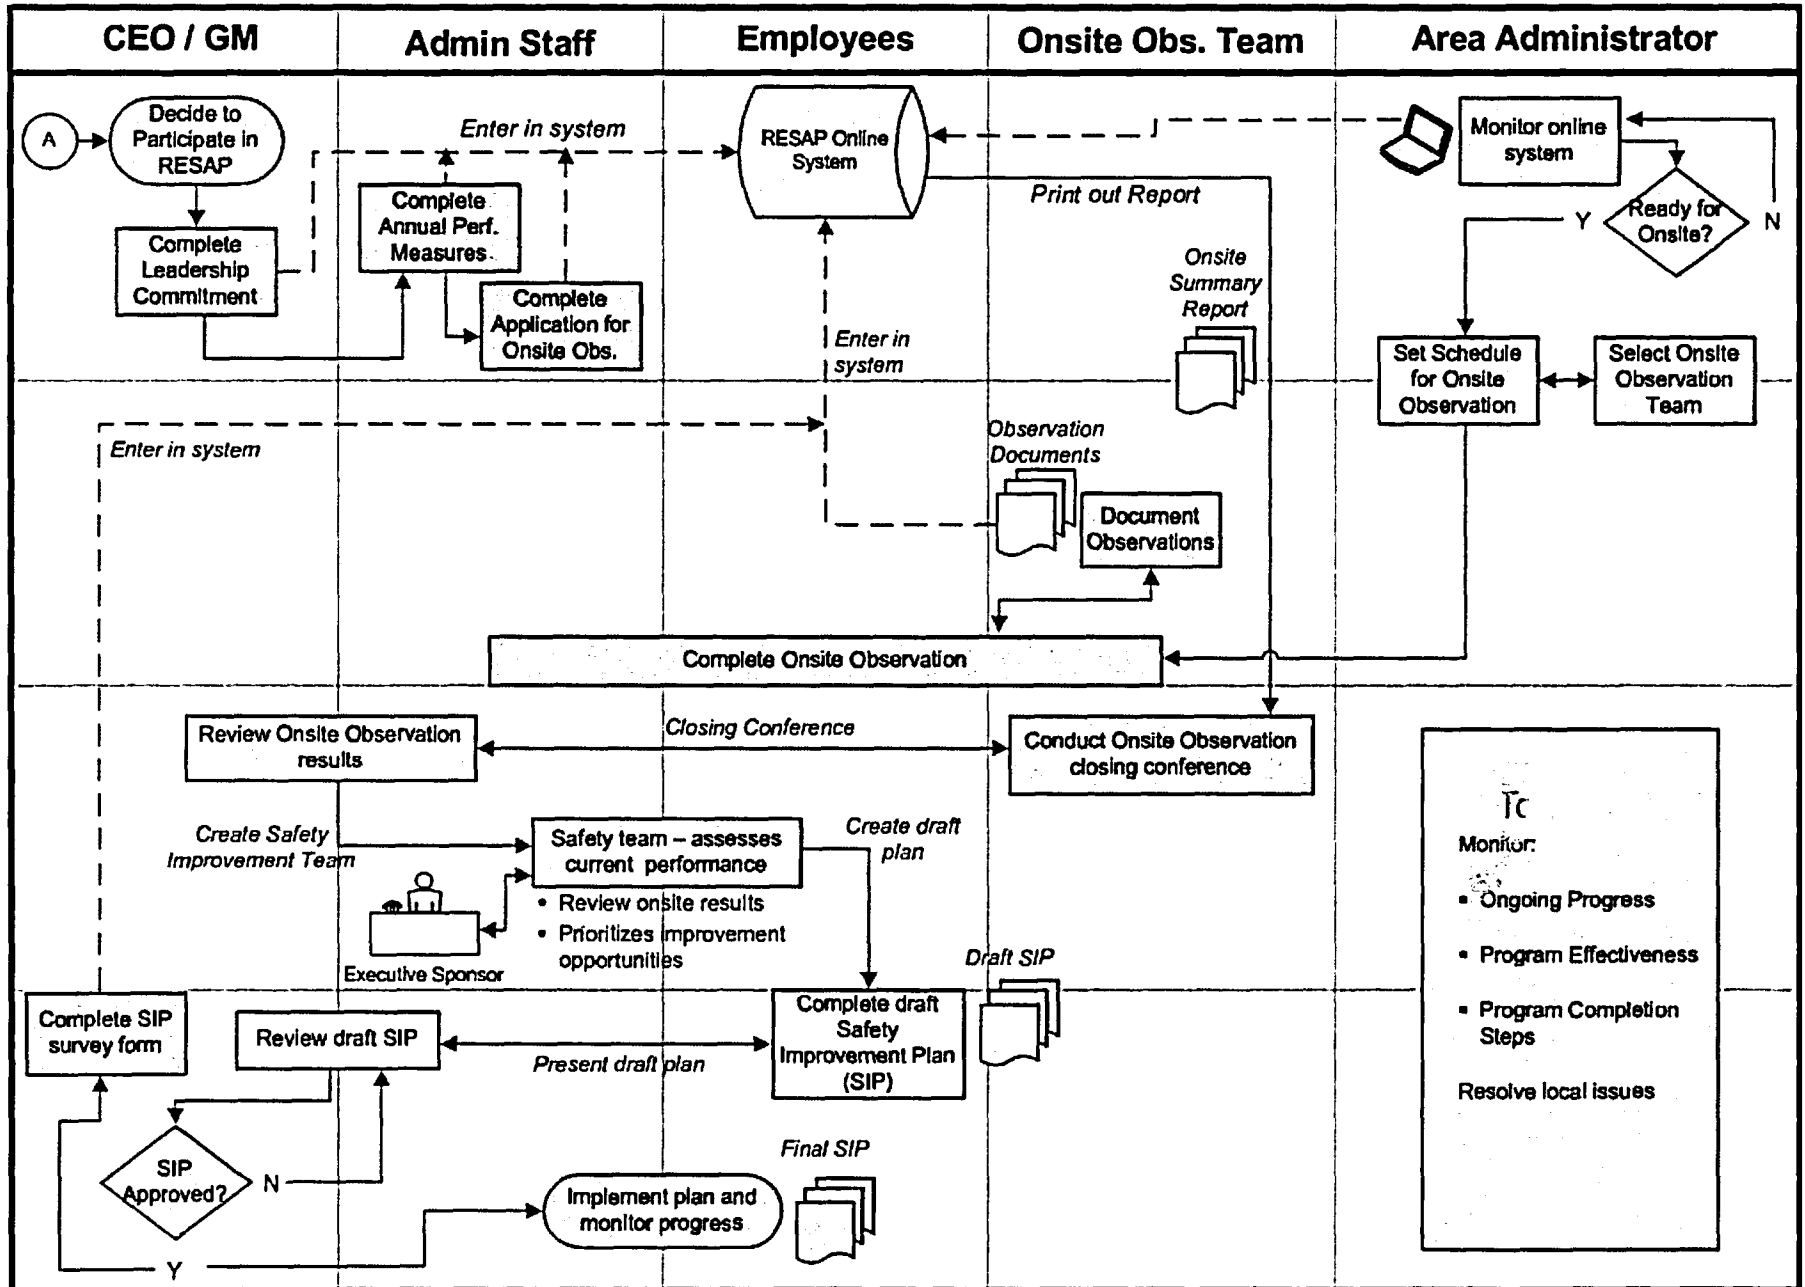 CEO / GM
Admin Staff
Employees
Onsite Obs. Team
Area Administrator
A
Decide to
Participate in
RESAP
Enter in system
RESAP Online
System
Monitor online
system
Print out Report
Complete
Annual Perf.
Measures
Ready for
Onsite?
Y
N
Complete
Leadership
Commitment
Complete
Application for
Onsite Obs.
Onsite
Summary
Report
Enter in
system
Set Schedule
for Onsite
Observation
Select Onsite
Observation
Team
Enter in system
Observation
Documents
Document
Observations
Complete Onsite Observation
Review Onsite Observation
results
Closing Conference
Conduct Onsite Observation
closing conference
Create Safety
Improvement Team
Safety team – assesses
current performance
Create draft
plan
• Review onsite results
• Prioritizes improvement
opportunities
Executive Sponsor
Draft SIP
Monitor:
▪ Ongoing Progress
▪ Program Effectiveness
▪ Program Completion
Steps
Resolve local issues
Complete SIP
survey form
Review draft SIP
Present draft plan
Complete draft
Safety
Improvement Plan
(SIP)
SIP
Approved?
N
Y
Final SIP
Implement plan and
monitor progress